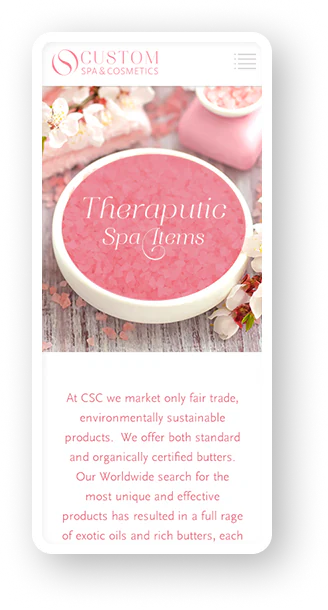 CUSTOM
SPA & COSMETICS
Theraputic
Spa Items
At CSC we market only fair trade,
environmentally sustainable
products. We offer both standard
and organically certified butters.
Our Worldwide search for the
most unique and effective
products has resulted in a full rage
of exotic oils and rich butters, each